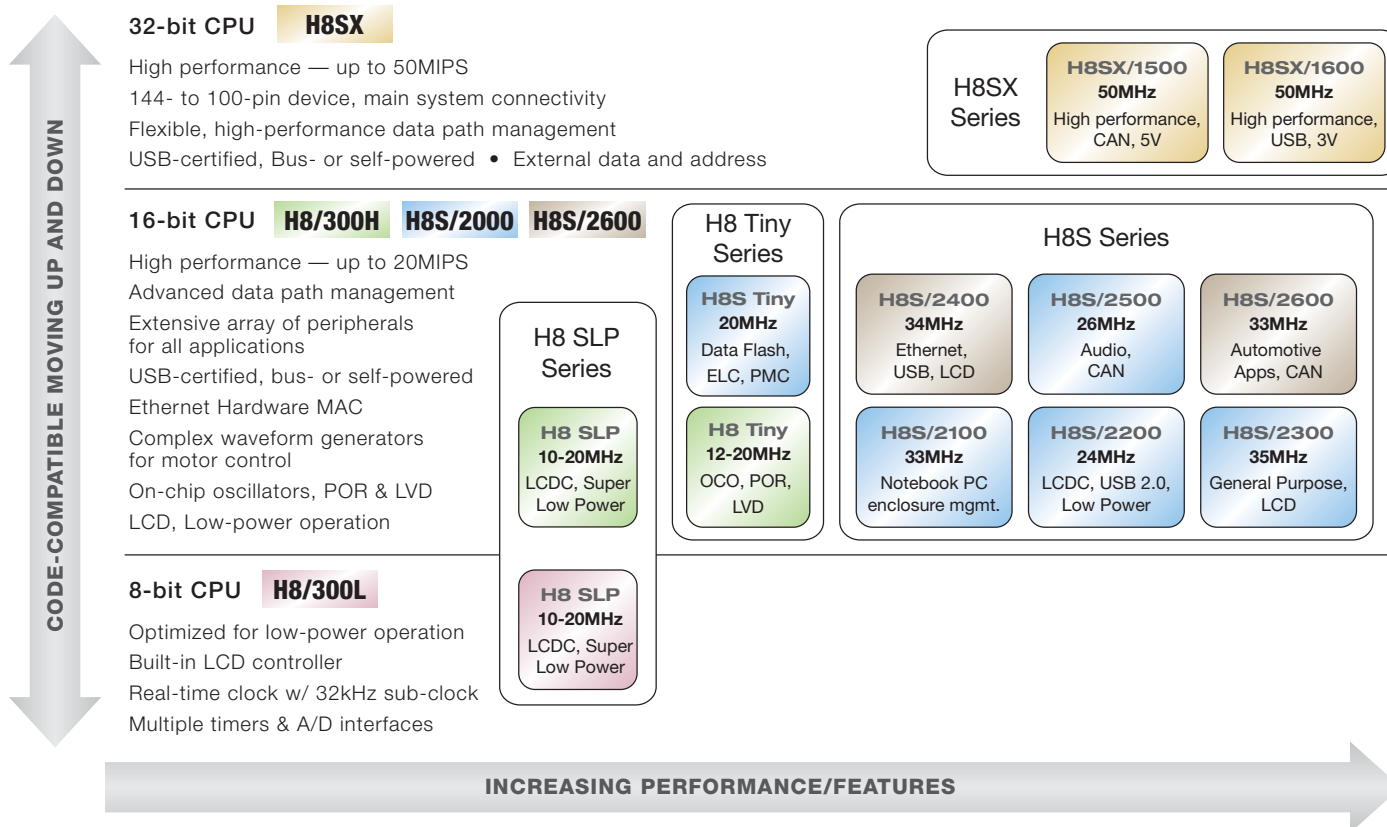 CODE-COMPATIBLE MOVING UP AND DOWN
32-bit CPU H8SX
High performance — up to 50MIPS
144- to 100-pin device, main system connectivity
Flexible, high-performance data path management
USB-certified, Bus- or self-powered • External data and address
H8SX
Series
H8SX/1500
50MHz
High performance,
CAN, 5V
H8SX/1600
50MHz
High performance,
USB, 3V
16-bit CPU H8/300H H8S/2000 H8S/2600
High performance — up to 20MIPS
Advanced data path management
Extensive array of peripherals
for all applications
USB-certified, bus- or self-powered
Ethernet Hardware MAC
Complex waveform generators
for motor control
On-chip oscillators, POR & LVD
LCD, Low-power operation
H8 SLP
Series
H8 SLP
10-20MHz
LCDC, Super
Low Power
H8 Tiny
Series
H8S Tiny
20MHz
Data Flash,
ELC, PMC
H8 Tiny
12-20MHz
OCO, POR,
LVD
H8S Series
H8S/2400
34MHz
Ethernet,
USB, LCD
H8S/2500
26MHz
Audio,
CAN
H8S/2600
33MHz
Automotive
Apps, CAN
H8S/2100
33MHz
Notebook PC
enclosure mgmt.
H8S/2200
24MHz
LCDC, USB 2.0,
Low Power
H8S/2300
35MHz
General Purpose,
LCD
8-bit CPU H8/300L
Optimized for low-power operation
Built-in LCD controller
Real-time clock w/ 32kHz sub-clock
Multiple timers & A/D interfaces
H8 SLP
10-20MHz
LCDC, Super
Low Power
INCREASING PERFORMANCE/FEATURES